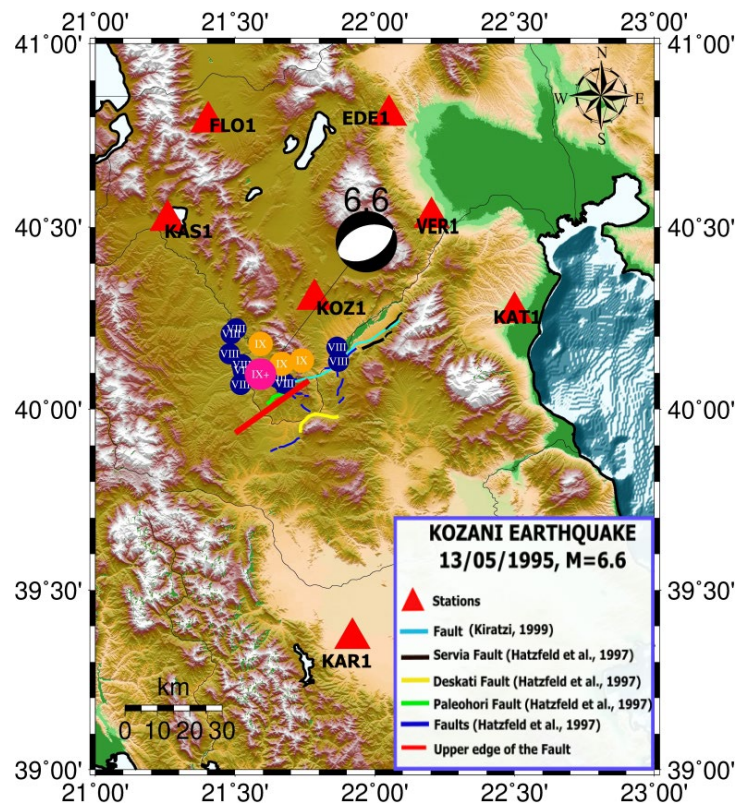 21°00' 21°30' 22°00' 22°30' 23°00'
41°00' 41°00'
N
W E
S
FLO1 EDE1
6.6
40°30' 40°30'
KAS1 VER1
KOZ1 KAT1
VIII
VIII
IX
VIII
VIII
IX IX
VIII
IX+
VIII
VIII
40°00' 40°00'
KOZANI EARTHQUAKE
13/05/1995, M=6.6
Stations
Fault (Kiratzi, 1999)
Servia Fault (Hatzfeld et al., 1997)
Deskati Fault (Hatzfeld et al., 1997)
Paleohori Fault (Hatzfeld et al., 1997)
Faults (Hatzfeld et al., 1997)
Upper edge of the Fault
39°30' 39°30'
KAR1
km
0 10 20 30
39°00' 39°00'
21°00' 21°30' 22°00' 22°30' 23°00'